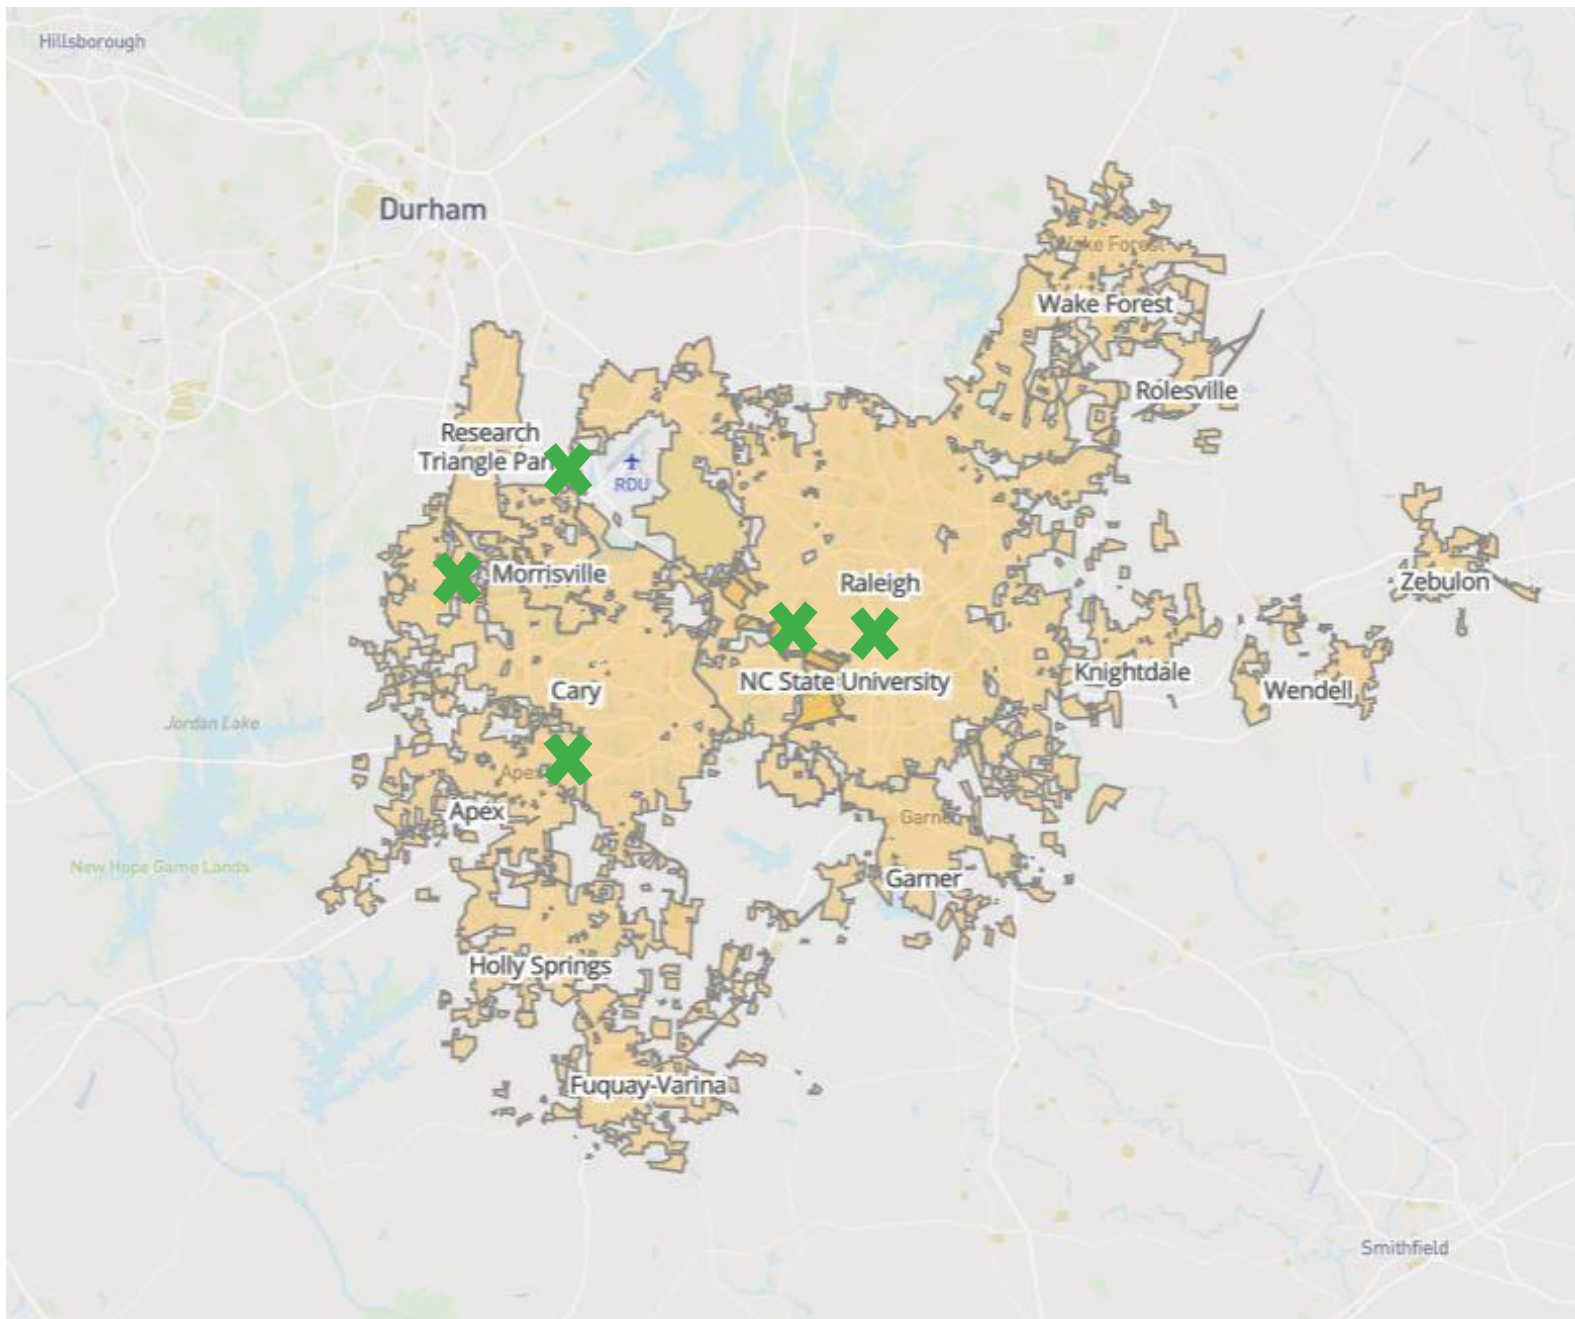 Hillsborough
Durham
Wake Forest
Wake Forest
Rolesville
Research
Triangle Par
RDU
Zebulon
Morrisville
Raleigh
Knightdale
NC State University
Wendell
Cary
Jordan Lake
Apex
Apex
Garner
New Hope Game Lands
Garner
Holly Springs
Fuquay-Varina
Smithfield